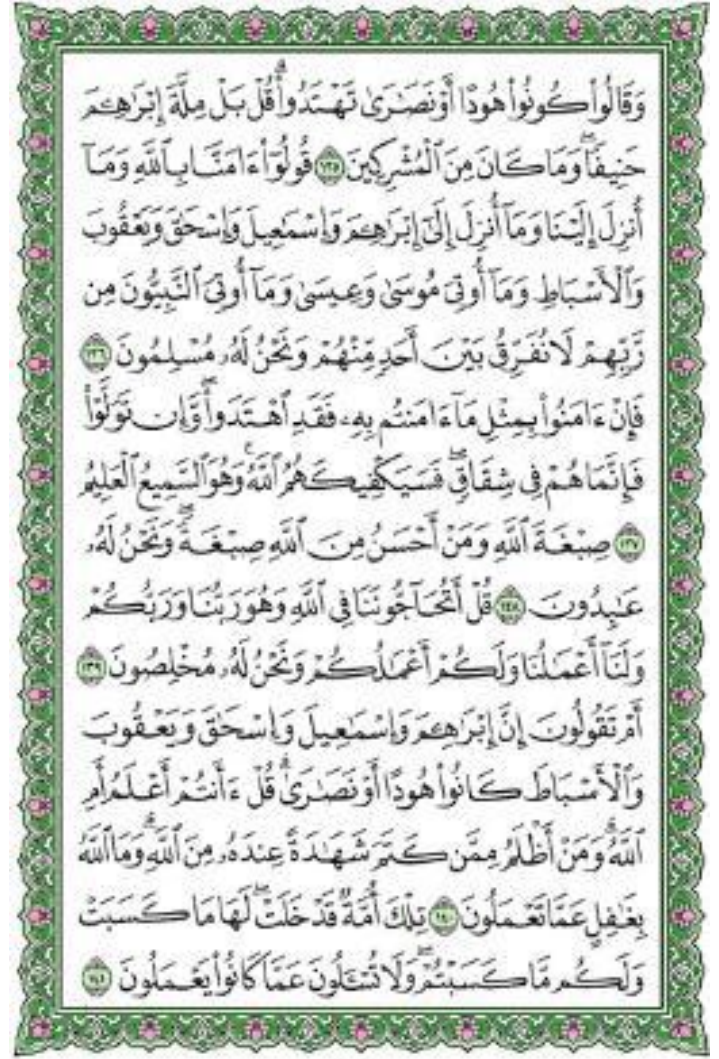 وَقَالُوا۟ كُونُوا۟ هُودًا أَوْ نَصَـٰرَىٰ تَهْتَدُوا۟ ۗ قُلْ بَلْ مِلَّةَ إِبْرَٰهِـۧمَ
حَنِيفًا ۖ وَمَا كَانَ مِنَ ٱلْمُشْرِكِينَ ١٣٥ قُولُوٓا۟ ءَامَنَّا بِٱللَّهِ وَمَآ
أُنزِلَ إِلَيْنَا وَمَآ أُنزِلَ إِلَىٰٓ إِبْرَٰهِـۧمَ وَإِسْمَـٰعِيلَ وَإِسْحَـٰقَ وَيَعْقُوبَ
وَٱلْأَسْبَاطِ وَمَآ أُوتِىَ مُوسَىٰ وَعِيسَىٰ وَمَآ أُوتِىَ ٱلنَّبِيُّونَ مِن
رَّبِّهِمْ لَا نُفَرِّقُ بَيْنَ أَحَدٍ مِّنْهُمْ وَنَحْنُ لَهُۥ مُسْلِمُونَ ١٣٦
فَإِنْ ءَامَنُوا۟ بِمِثْلِ مَآ ءَامَنتُم بِهِۦ فَقَدِ ٱهْتَدَوا۟ ۖ وَّإِن تَوَلَّوْا۟
فَإِنَّمَا هُمْ فِى شِقَاقٍ ۖ فَسَيَكْفِيكَهُمُ ٱللَّهُ ۚ وَهُوَ ٱلسَّمِيعُ ٱلْعَلِيمُ
١٣٧ صِبْغَةَ ٱللَّهِ ۖ وَمَنْ أَحْسَنُ مِنَ ٱللَّهِ صِبْغَةً ۖ وَنَحْنُ لَهُۥ
عَـٰبِدُونَ ١٣٨ قُلْ أَتُحَآجُّونَنَا فِى ٱللَّهِ وَهُوَ رَبُّنَا وَرَبُّكُمْ
وَلَنَآ أَعْمَـٰلُنَا وَلَكُمْ أَعْمَـٰلُكُمْ وَنَحْنُ لَهُۥ مُخْلِصُونَ ١٣٩
أَمْ تَقُولُونَ إِنَّ إِبْرَٰهِـۧمَ وَإِسْمَـٰعِيلَ وَإِسْحَـٰقَ وَيَعْقُوبَ
وَٱلْأَسْبَاطَ كَانُوا۟ هُودًا أَوْ نَصَـٰرَىٰ ۗ قُلْ ءَأَنتُمْ أَعْلَمُ أَمِ
ٱللَّهُ ۗ وَمَنْ أَظْلَمُ مِمَّن كَتَمَ شَهَـٰدَةً عِندَهُۥ مِنَ ٱللَّهِ ۗ وَمَا ٱللَّهُ
بِغَـٰفِلٍ عَمَّا تَعْمَلُونَ ١٤٠ تِلْكَ أُمَّةٌ قَدْ خَلَتْ ۖ لَهَا مَا كَسَبَتْ
وَلَكُم مَّا كَسَبْتُمْ ۖ وَلَا تُسْـَٔلُونَ عَمَّا كَانُوا۟ يَعْمَلُونَ ١٤١